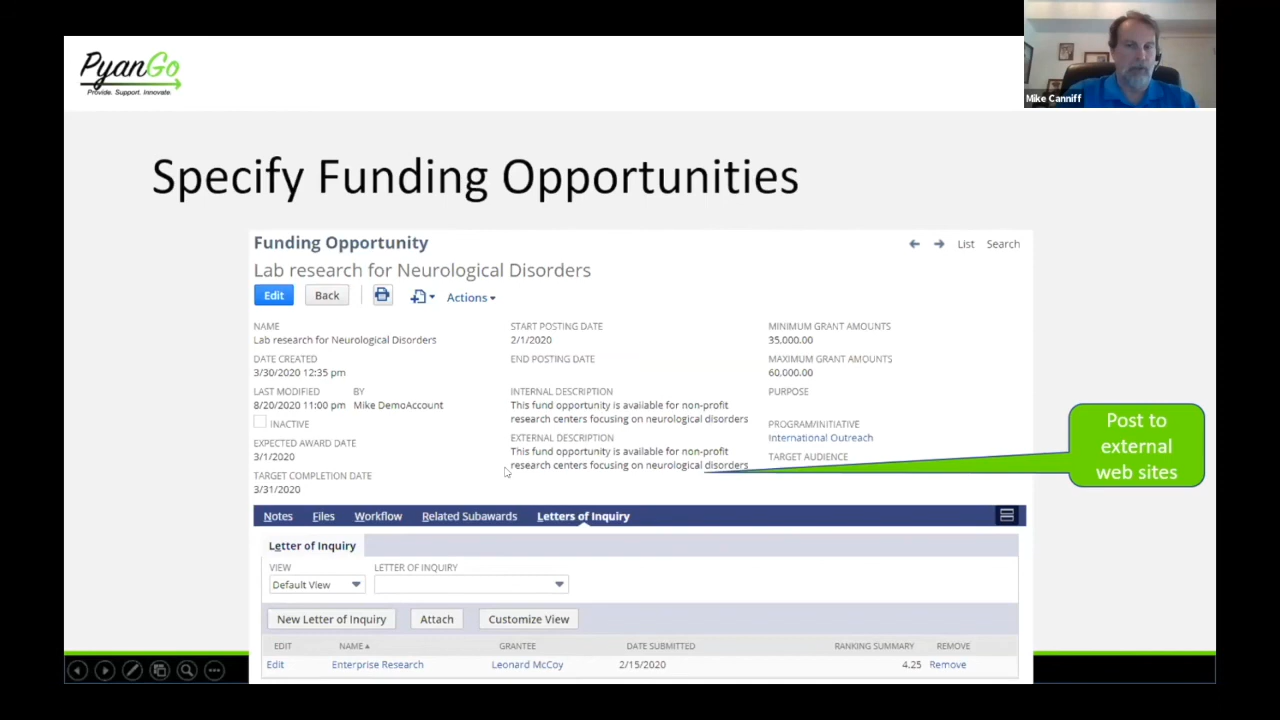 PyanGo
Provide. Support. Innovate.
Mike Canniff
Specify Funding Opportunities
Funding Opportunity
List Search
Lab research for Neurological Disorders
Edit Back Actions
NAME
Lab research for Neurological Disorders
DATE CREATED
3/30/2020 12:35 pm
LAST MODIFIED BY
8/20/2020 11:00 pm Mike DemoAccount
INACTIVE
EXPECTED AWARD DATE
3/1/2020
TARGET COMPLETION DATE
3/31/2020
START POSTING DATE
2/1/2020
END POSTING DATE
INTERNAL DESCRIPTION
This fund opportunity is available for non-profit
research centers focusing on neurological disorders
EXTERNAL DESCRIPTION
This fund opportunity is available for non-profit
research centers focusing on neurological disorders
MINIMUM GRANT AMOUNTS
35,000.00
MAXIMUM GRANT AMOUNTS
60,000.00
PURPOSE
PROGRAM/INITIATIVE
International Outreach
TARGET AUDIENCE
Post to
external
web sites
Notes Files Workflow Related Subawards Letters of Inquiry
Letter of Inquiry
VIEW LETTER OF INQUIRY
Default View
New Letter of Inquiry Attach Customize View
EDIT NAME GRANTEE DATE SUBMITTED RANKING SUMMARY REMOVE
Edit Enterprise Research Leonard McCoy 2/15/2020 4.25 Remove